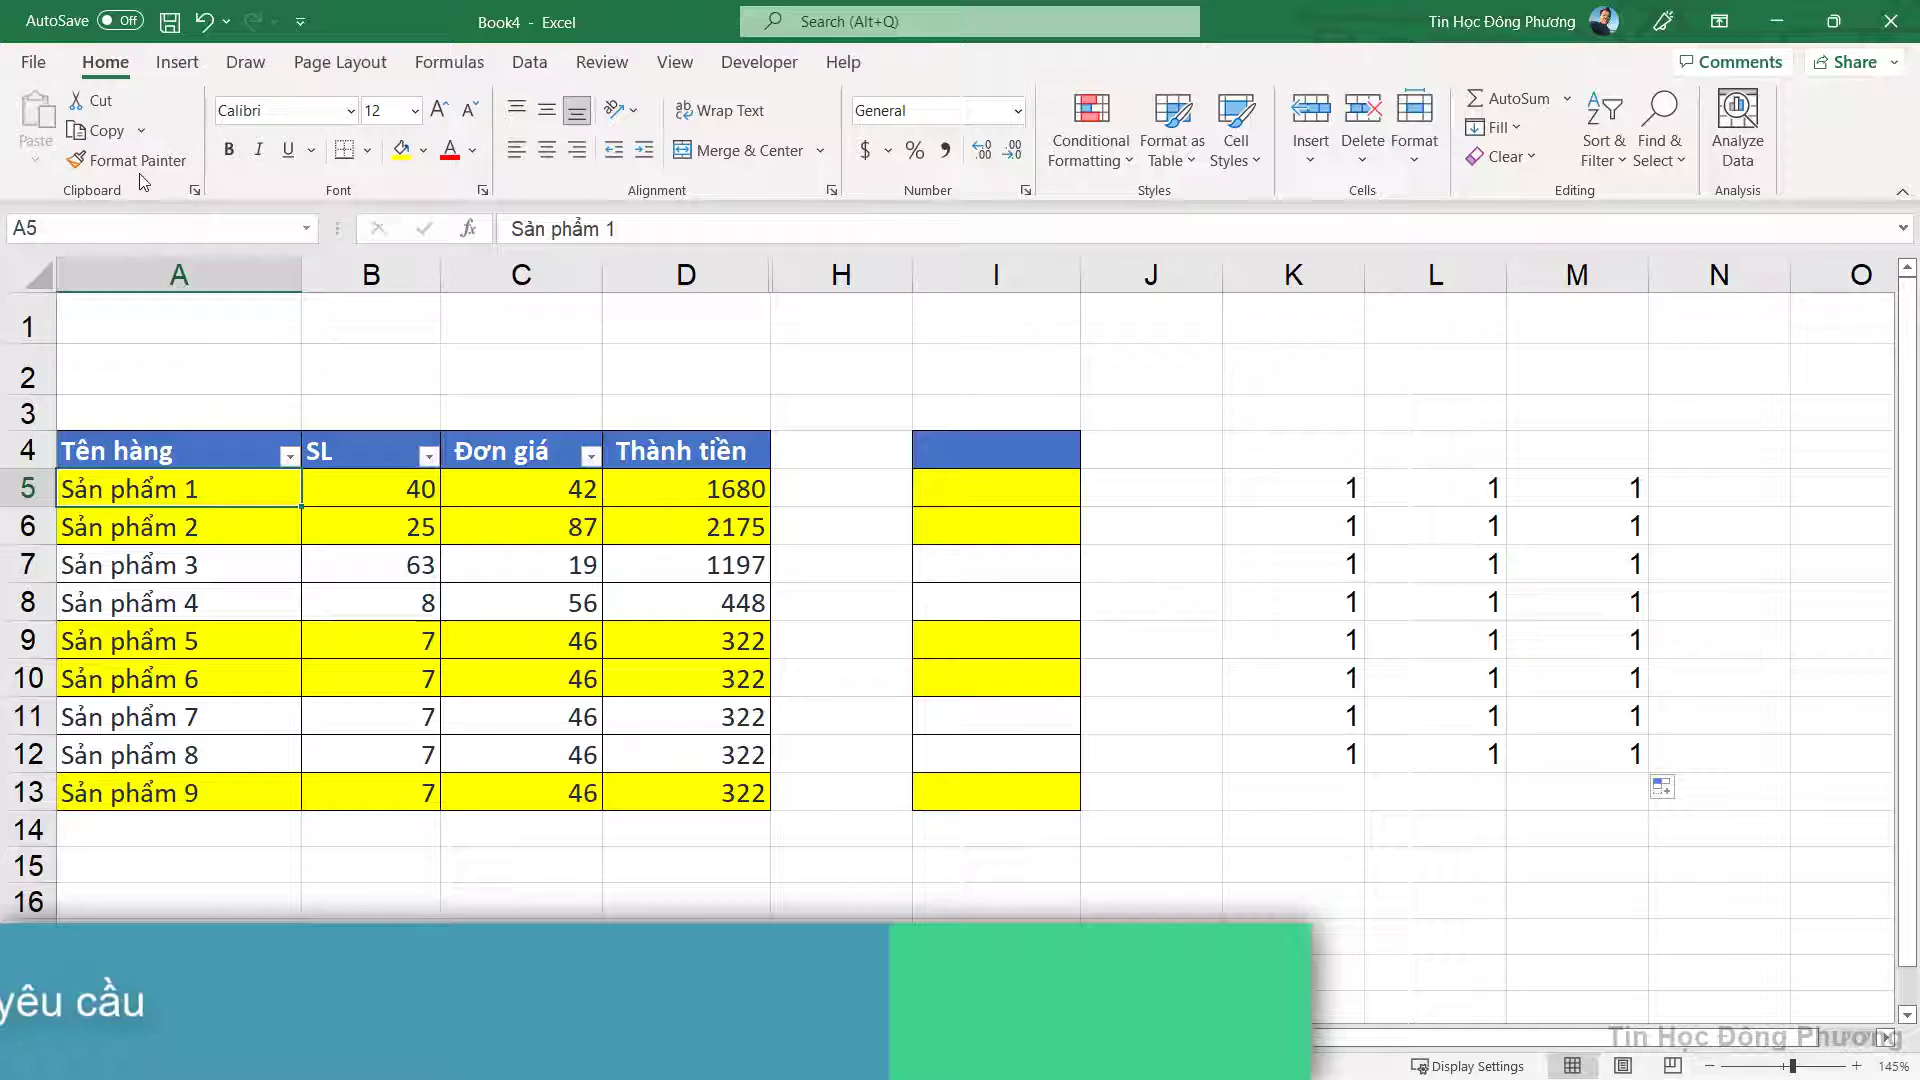 AutoSave Off
Book4 - Excel
Search (Alt+Q)
Tin Học Đông Phương
File Home Insert Draw Page Layout Formulas Data Review View Developer Help
Comments Share
Paste
Cut
Copy
Format Painter
Clipboard
Calibri 12
B I U
Font
Wrap Text
Merge & Center
Alignment
General
$ % ,
Number
Conditional Formatting
Format as Table
Cell Styles
Styles
Insert Delete Format
Cells
AutoSum
Fill
Clear
Sort & Filter
Find & Select
Editing
Analyze Data
Analysis
A5 fx Sản phẩm 1
A B C D H I J K L M N O
1
2
3
4 Tên hàng SL Đơn giá Thành tiền
5 Sản phẩm 1 40 42 1680 1 1 1
6 Sản phẩm 2 25 87 2175 1 1 1
7 Sản phẩm 3 63 19 1197 1 1 1
8 Sản phẩm 4 8 56 448 1 1 1
9 Sản phẩm 5 7 46 322 1 1 1
10 Sản phẩm 6 7 46 322 1 1 1
11 Sản phẩm 7 7 46 322 1 1 1
12 Sản phẩm 8 7 46 322 1 1 1
13 Sản phẩm 9 7 46 322
14
15
16
yêu cầu
Tin Học Đông Phương
Display Settings
145%